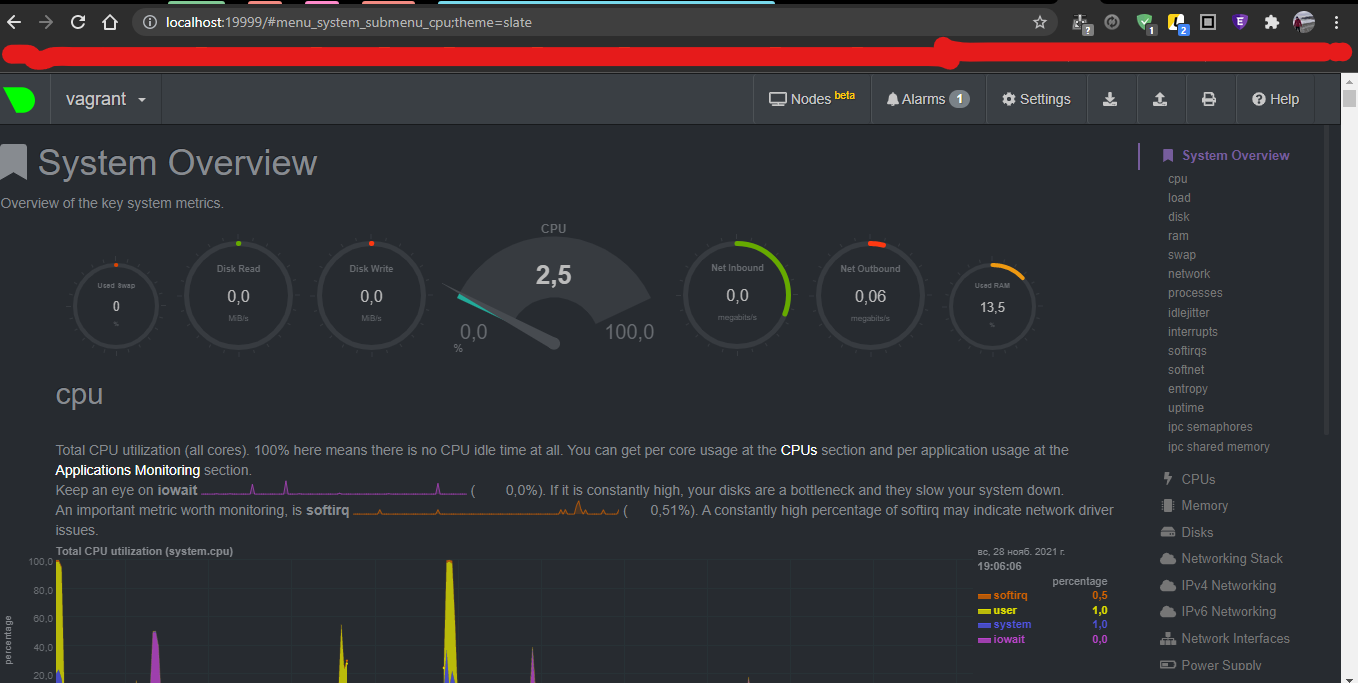 localhost:19999/#menu_system_submenu_cpu;theme=slate
? 1 2
vagrant Nodes beta Alarms 1 Settings Help
System Overview
Overview of the key system metrics.
Used Swap
0
%
Disk Read
0,0
MiB/s
Disk Write
0,0
MiB/s
CPU
2,5
0,0 100,0
%
Net Inbound
0,0
megabits/s
Net Outbound
0,06
megabits/s
Used RAM
13,5
%
cpu
Total CPU utilization (all cores). 100% here means there is no CPU idle time at all. You can get per core usage at the CPUs section and per application usage at the
Applications Monitoring section.
Keep an eye on iowait ( 0,0%). If it is constantly high, your disks are a bottleneck and they slow your system down.
An important metric worth monitoring, is softirq ( 0,51%). A constantly high percentage of softirq may indicate network driver
issues.
Total CPU utilization (system.cpu)
100,0
80,0
60,0
40,0
20,0
percentage
вс, 28 нояб. 2021 г.
19:06:06
percentage
softirq 0,5
user 1,0
system 1,0
iowait 0,0
System Overview
cpu
load
disk
ram
swap
network
processes
idlejitter
interrupts
softirqs
softnet
entropy
uptime
ipc semaphores
ipc shared memory
CPUs
Memory
Disks
Networking Stack
IPv4 Networking
IPv6 Networking
Network Interfaces
Power Supply